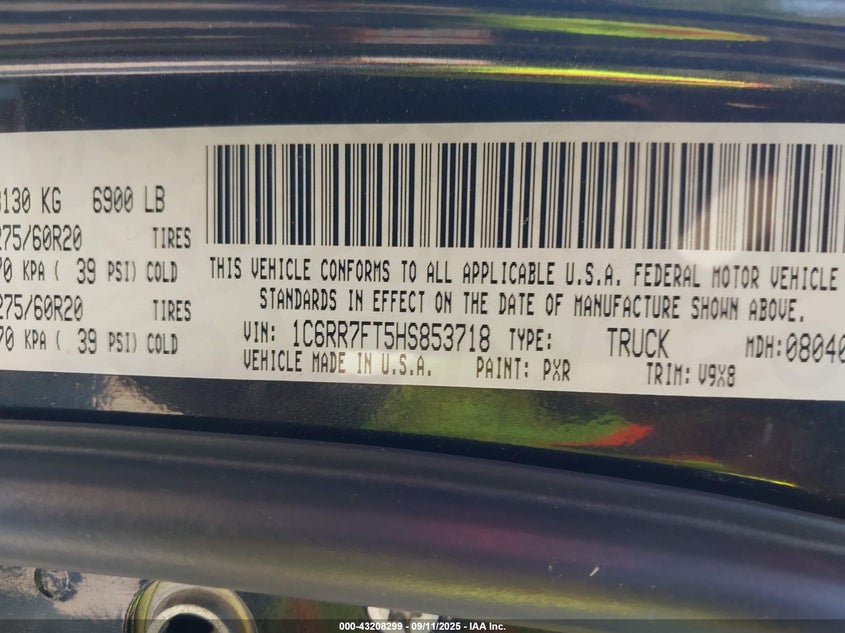 130 KG 6900 LB
275/60R20 TIRES
70 KPA ( 39 PSI) COLD
275/60R20 TIRES
70 KPA ( 39 PSI) COLD
THIS VEHICLE CONFORMS TO ALL APPLICABLE U.S.A. FEDERAL MOTOR VEHICLE
STANDARDS IN EFFECT ON THE DATE OF MANUFACTURE SHOWN ABOVE.
VIN: 1C6RR7FT5HS853718 TYPE: TRUCK MDH: 08040
VEHICLE MADE IN U.S.A. PAINT: PXR TRIM: V9X8
000-43208299 - 09/11/2025 - IAA Inc.